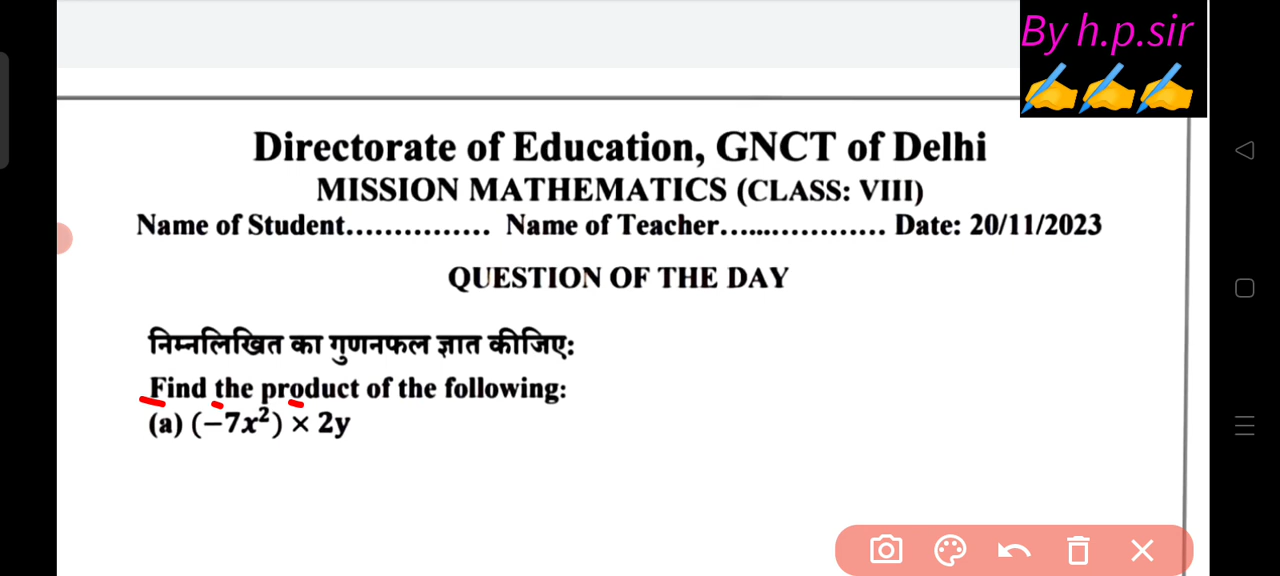 By h.p.sir
Directorate of Education, GNCT of Delhi
MISSION MATHEMATICS (CLASS: VIII)
Name of Student............... Name of Teacher.................. Date: 20/11/2023
QUESTION OF THE DAY
निम्नलिखित का गुणनफल ज्ञात कीजिए:
Find the product of the following:
(a) (−7x²) × 2y